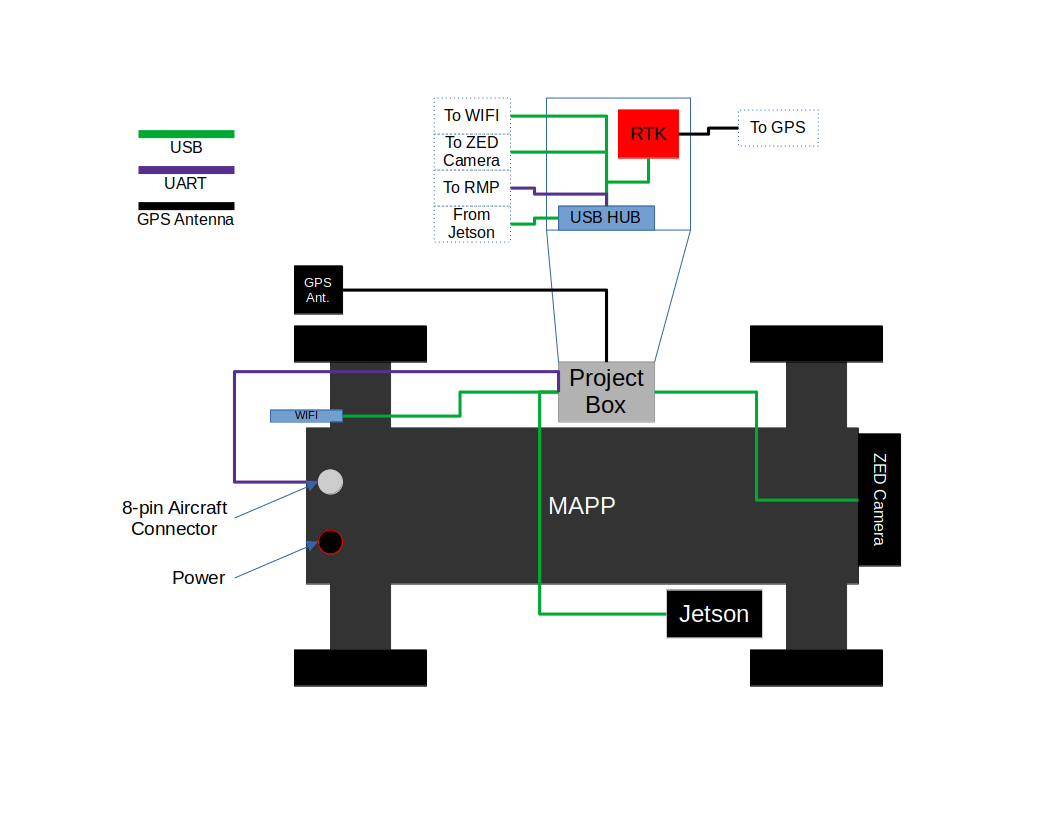 To WIFI
To ZED
Camera
To RMP
From
Jetson
RTK
USB HUB
To GPS
USB
UART
GPS Antenna
GPS
Ant.
Project
Box
WIFI
8-pin Aircraft
Connector
Power
MAPP
ZED Camera
Jetson